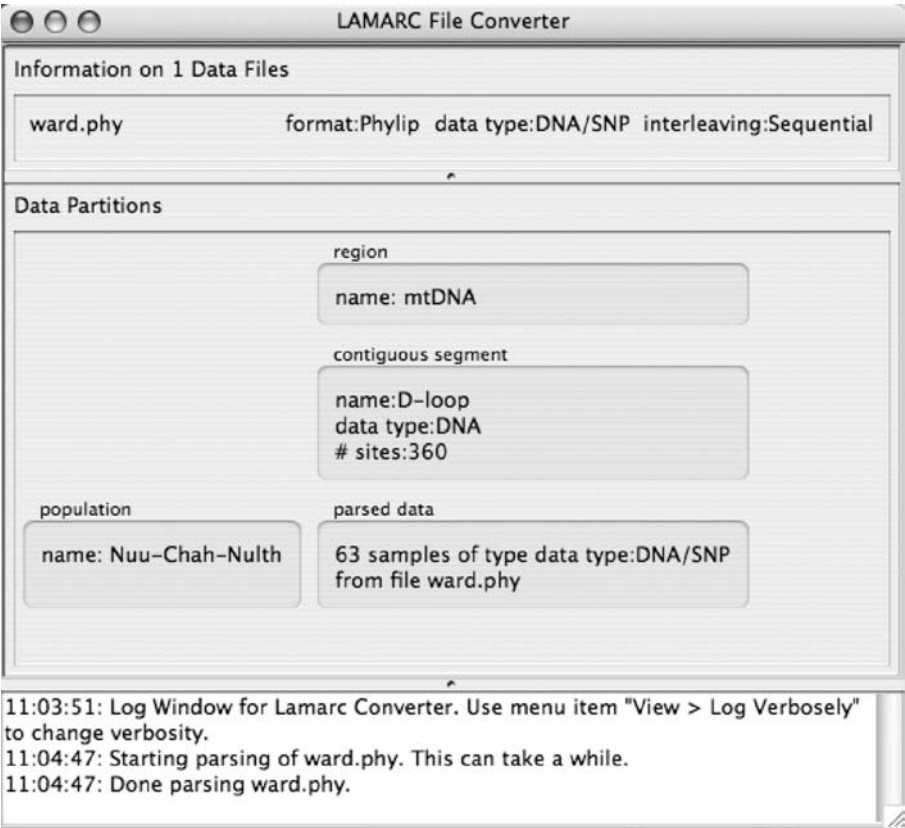 LAMARC File Converter
Information on 1 Data Files
ward.phy format:Phylip data type:DNA/SNP interleaving:Sequential
Data Partitions
region
name: mtDNA
contiguous segment
name:D-loop
data type:DNA
# sites:360
population
name: Nuu-Chah-Nulth
parsed data
63 samples of type data type:DNA/SNP
from file ward.phy
11:03:51: Log Window for Lamarc Converter. Use menu item "View > Log Verbosely"
to change verbosity.
11:04:47: Starting parsing of ward.phy. This can take a while.
11:04:47: Done parsing ward.phy.